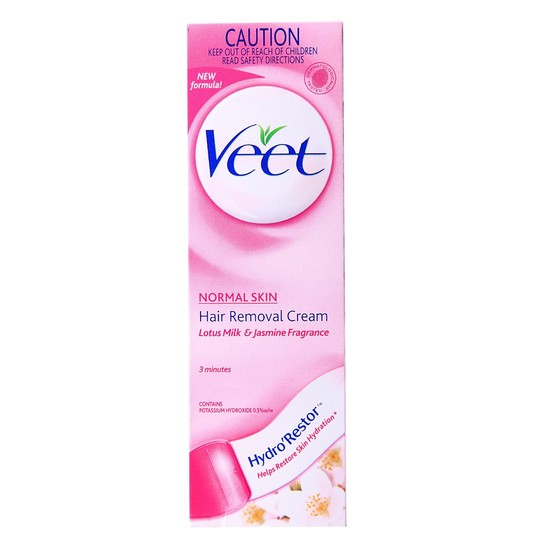 CAUTION
KEEP OUT OF REACH OF CHILDREN
READ SAFETY DIRECTIONS
NEW
formula!
Veet
NORMAL SKIN
Hair Removal Cream
Lotus Milk & Jasmine Fragrance
3 minutes
CONTAINS
POTASSIUM HYDROXIDE 0.5%w/w
Hydro'Restor™
Helps Restore Skin Hydration*